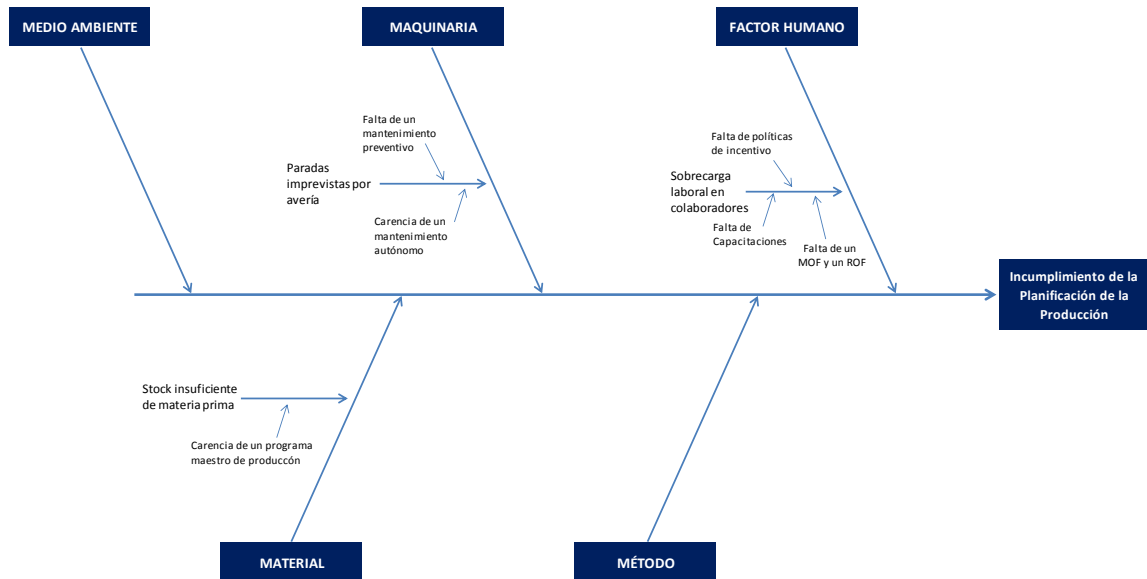 MEDIO AMBIENTE
MAQUINARIA
FACTOR HUMANO
Falta de un
mantenimiento
preventivo
Paradas
imprevistas por
avería
Carencia de un
mantenimiento
autónomo
Falta de políticas
de incentivo
Sobrecarga
laboral en
colaboradores
Falta de
Capacitaciones
Falta de un
MOF y un ROF
Incumplimiento de la
Planificación de la
Producción
Stock insuficiente
de materia prima
Carencia de un programa
maestro de produccón
MATERIAL
MÉTODO